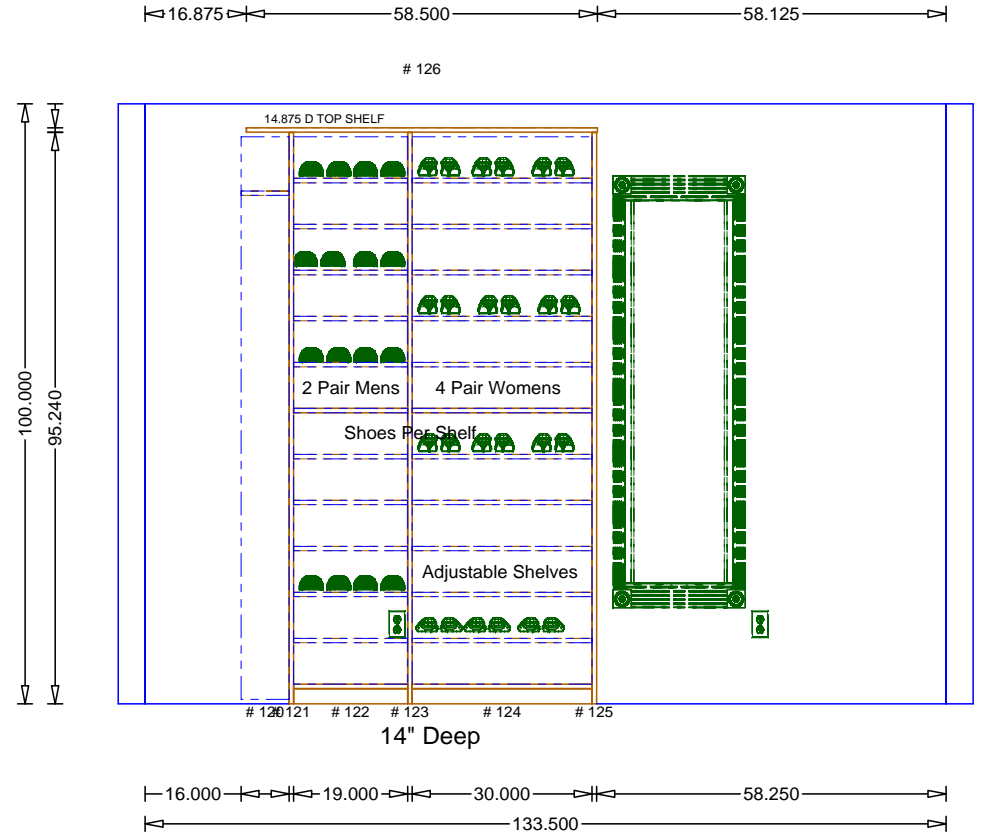 16.875 58.500 58.125
# 126
14.875 D TOP SHELF
100.000
95.240
2 Pair Mens 4 Pair Womens
Shoes Per Shelf
Adjustable Shelves
# 120 # 121 # 122 # 123 # 124 # 125
14" Deep
16.000 19.000 30.000 58.250
133.500